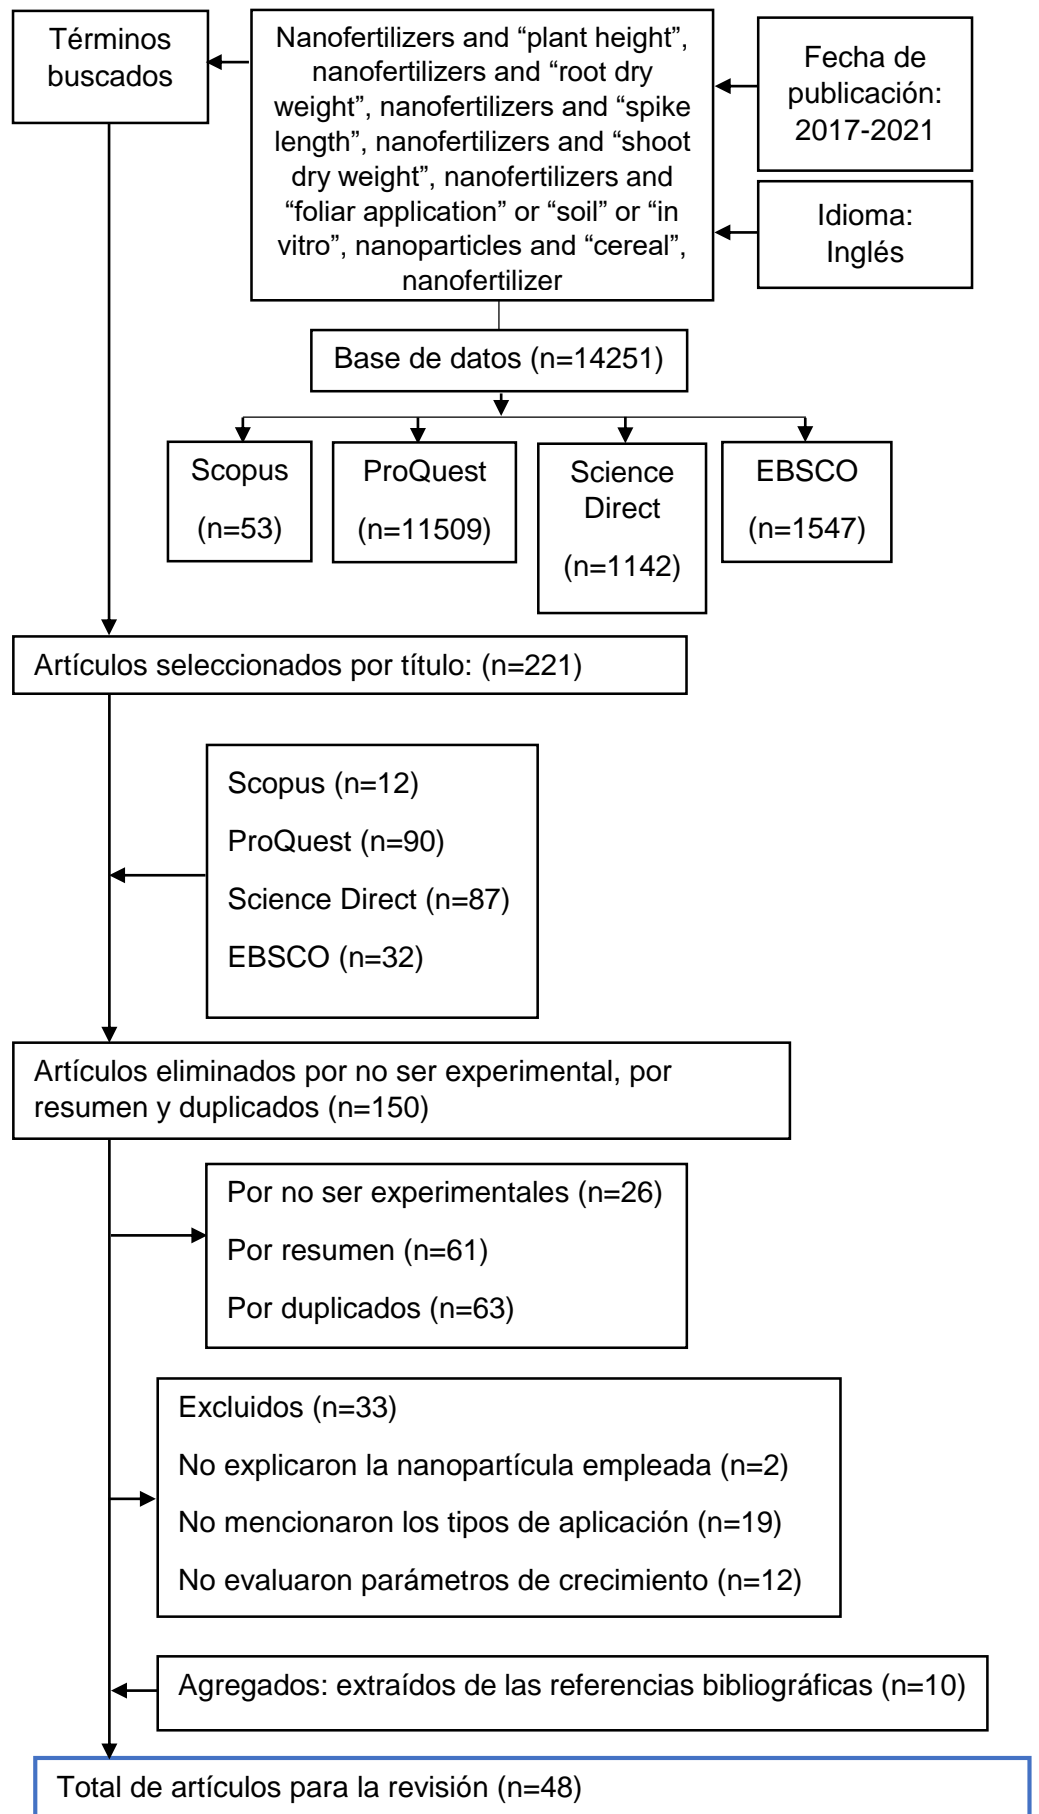 Términos
buscados
Nanofertilizers and “plant height”,
nanofertilizers and “root dry
weight”, nanofertilizers and “spike
length”, nanofertilizers and “shoot
dry weight”, nanofertilizers and
“foliar application” or “soil” or “in
vitro”, nanoparticles and “cereal”,
nanofertilizer
Fecha de
publicación:
2017-2021
Idioma:
Inglés
Base de datos (n=14251)
Scopus
(n=53)
ProQuest
(n=11509)
Science
Direct
(n=1142)
EBSCO
(n=1547)
Artículos seleccionados por título: (n=221)
Scopus (n=12)
ProQuest (n=90)
Science Direct (n=87)
EBSCO (n=32)
Artículos eliminados por no ser experimental, por
resumen y duplicados (n=150)
Por no ser experimentales (n=26)
Por resumen (n=61)
Por duplicados (n=63)
Excluidos (n=33)
No explicaron la nanopartícula empleada (n=2)
No mencionaron los tipos de aplicación (n=19)
No evaluaron parámetros de crecimiento (n=12)
Agregados: extraídos de las referencias bibliográficas (n=10)
Total de artículos para la revisión (n=48)